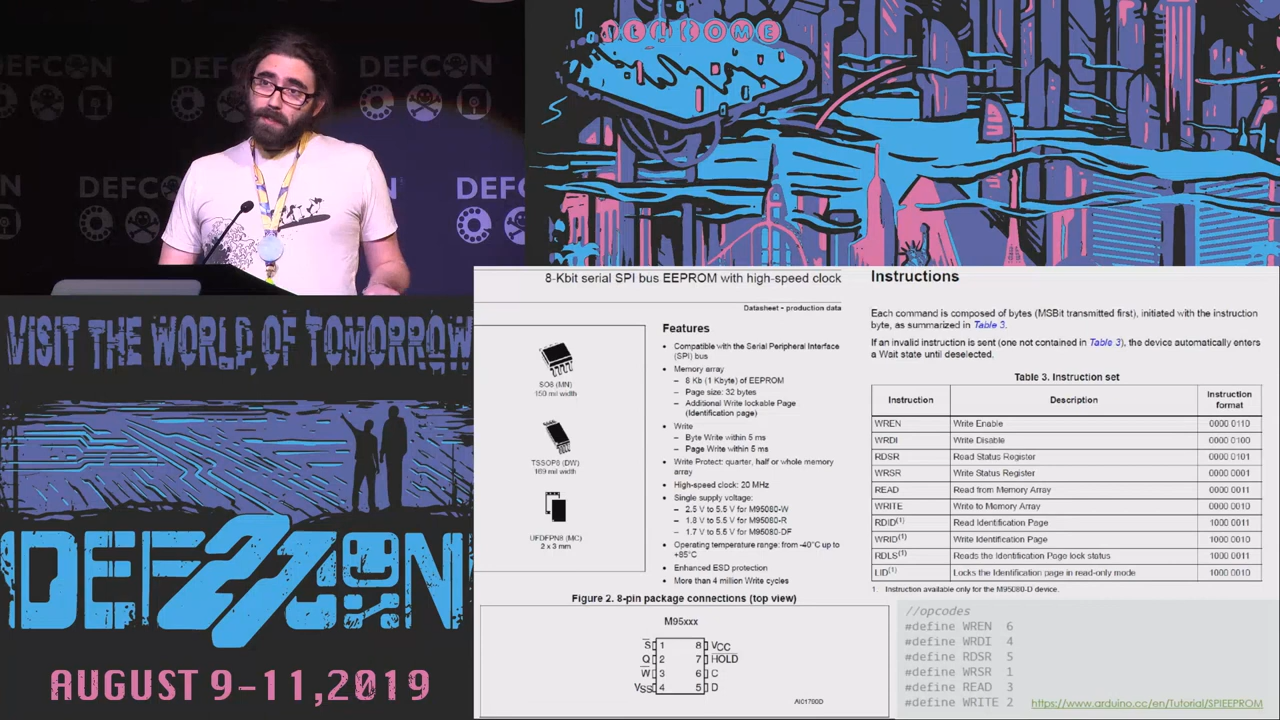 DEFCON
DEFCON
DEFCON
DEFCON
DEFC
WELCOME
VISIT THE WORLD OF TOMORROW
DEF27CON
AUGUST 9-11,2019
8-Kbit serial SPI bus EEPROM with high-speed clock
Datasheet - production data
SO8 (MN)
150 mil width
TSSOP8 (DW)
169 mil width
UFDFPN8 (MC)
2 x 3 mm
Features
• Compatible with the Serial Peripheral Interface
(SPI) bus
• Memory array
– 8 Kb (1 Kbyte) of EEPROM
– Page size: 32 bytes
– Additional Write lockable Page
(Identification page)
• Write
– Byte Write within 5 ms
– Page Write within 5 ms
• Write Protect: quarter, half or whole memory
array
• High-speed clock: 20 MHz
• Single supply voltage:
– 2.5 V to 5.5 V for M95080-W
– 1.8 V to 5.5 V for M95080-R
– 1.7 V to 5.5 V for M95080-DF
• Operating temperature range: from -40°C up to
+85°C
• Enhanced ESD protection
• More than 4 million Write cycles
Figure 2. 8-pin package connections (top view)
M95xxx
S 1 8 VCC
Q 2 7 HOLD
W 3 6 C
VSS 4 5 D
AI01790D
Instructions
Each command is composed of bytes (MSBit transmitted first), initiated with the instruction
byte, as summarized in Table 3.
If an invalid instruction is sent (one not contained in Table 3), the device automatically enters
a Wait state until deselected.
Table 3. Instruction set
Instruction Description Instruction format
WREN Write Enable 0000 0110
WRDI Write Disable 0000 0100
RDSR Read Status Register 0000 0101
WRSR Write Status Register 0000 0001
READ Read from Memory Array 0000 0011
WRITE Write to Memory Array 0000 0010
RDID(1) Read Identification Page 1000 0011
WRID(1) Write Identification Page 1000 0010
RDLS(1) Reads the Identification Page lock status 1000 0011
LID(1) Locks the Identification page in read-only mode 1000 0010
1. Instruction available only for the M95080-D device.
//opcodes
#define WREN 6
#define WRDI 4
#define RDSR 5
#define WRSR 1
#define READ 3
#define WRITE 2
https://www.arduino.cc/en/Tutorial/SPIEEPROM